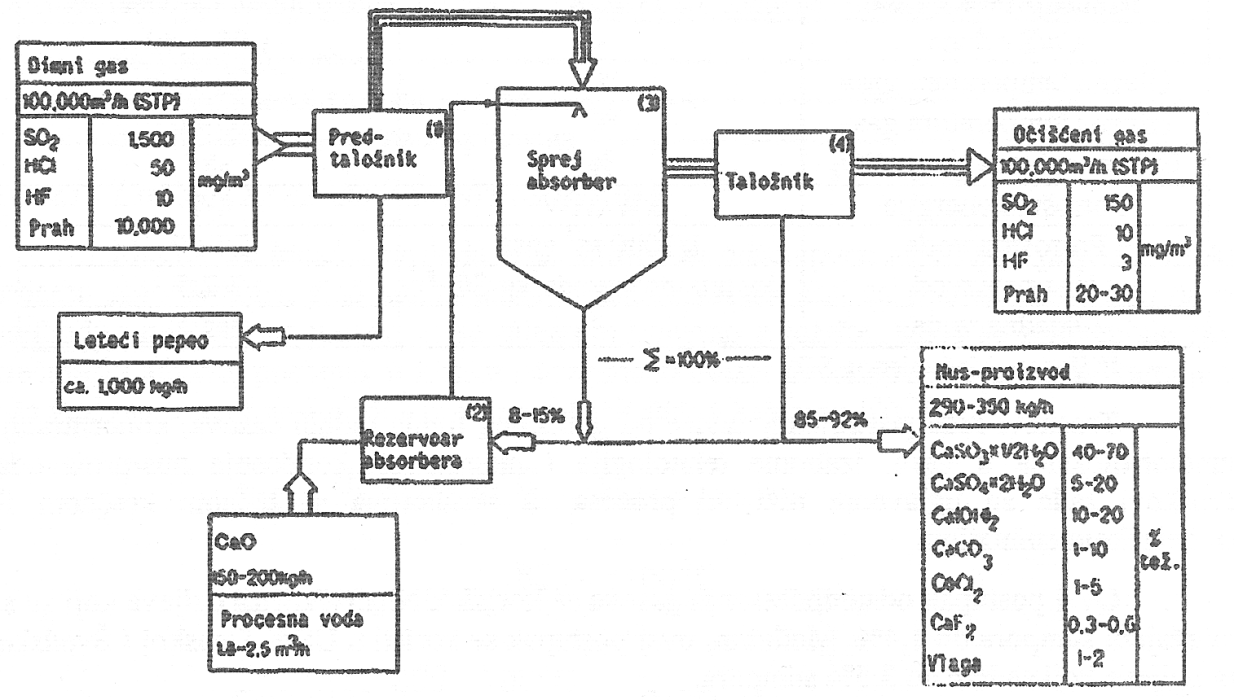 Dimni gas
100,000m³/h (STP)
SO₂ 1,500
HCl 50
HF 10
Prah 10,000
mg/m³
Pred-
taložnik
(1)
(3)
Sprej
absorber
(4)
Taložnik
Očišćeni gas
100,000m³/h (STP)
SO₂ 150
HCl 10
HF 3
Prah 20-30
mg/m³
Leteći pepeo
ca. 1,000 kg/h
Σ=100%
(2)
Rezervoar
absorbera
8-15%
85-92%
CaO
150-200kg/h
Procesna voda
1.8-2,5 m³/h
Nus-proizvod
290-350 kg/h
CaSO₃x1/2H₂O 40-70
CaSO₄x2H₂O 5-20
Ca(OH)₂ 10-20
CaCO₃ 1-10
CaCl₂ 1-5
CaF₂ 0,3-0,6
Vlaga 1-2
%
tež.